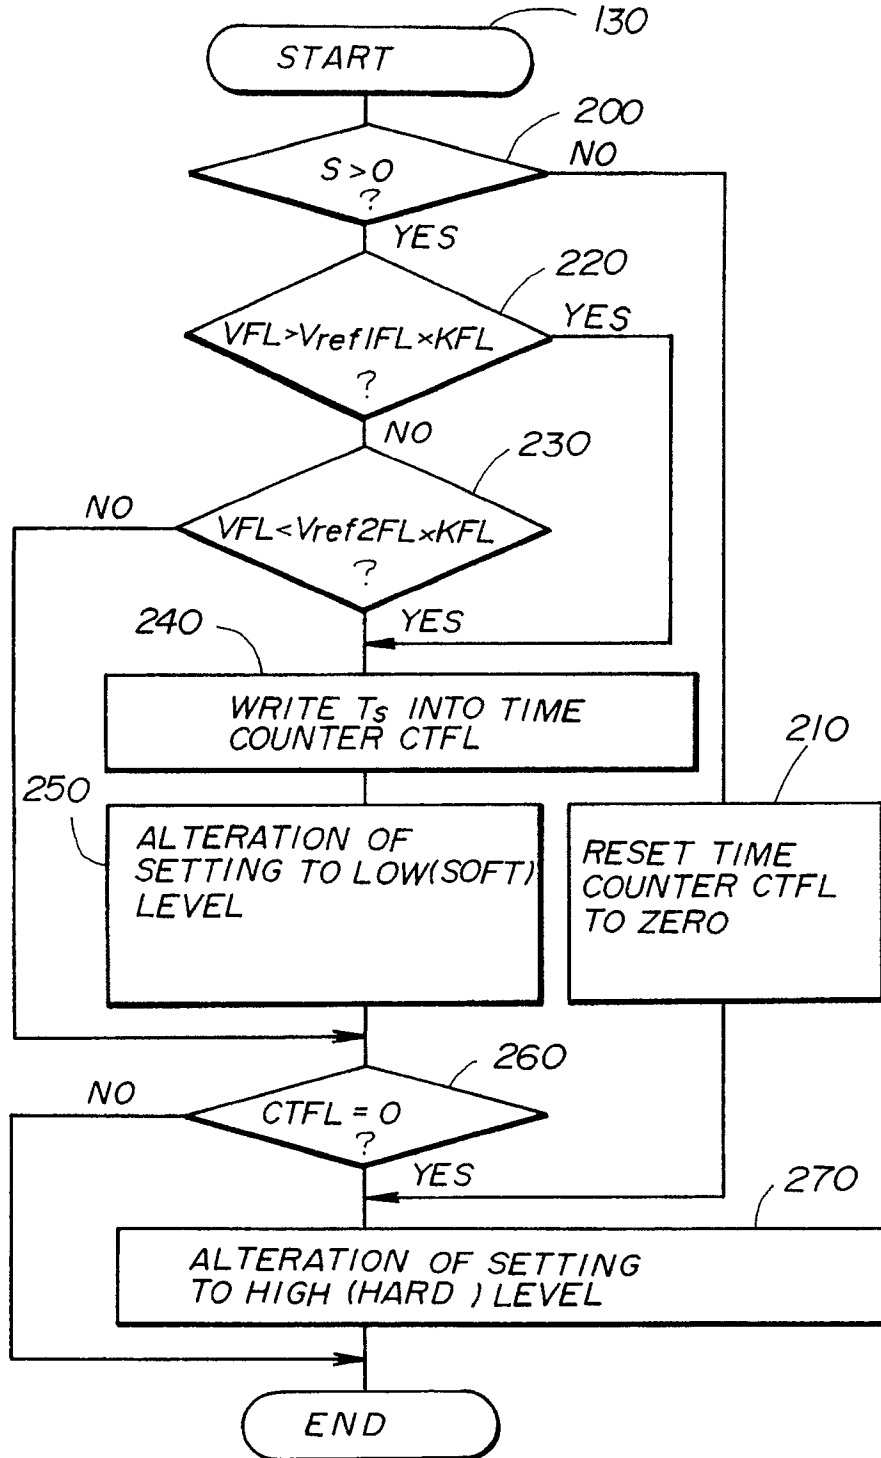 130
START
200
S>0
?
NO
YES
220
VFL>Vref1FL×KFL
?
YES
NO
230
VFL<Vref2FL×KFL
?
NO
YES
240
WRITE Ts INTO TIME
COUNTER CTFL
210
RESET TIME
COUNTER CTFL
TO ZERO
250
ALTERATION OF
SETTING TO LOW(SOFT)
LEVEL
260
CTFL = 0
?
NO
YES
270
ALTERATION OF SETTING
TO HIGH (HARD ) LEVEL
END